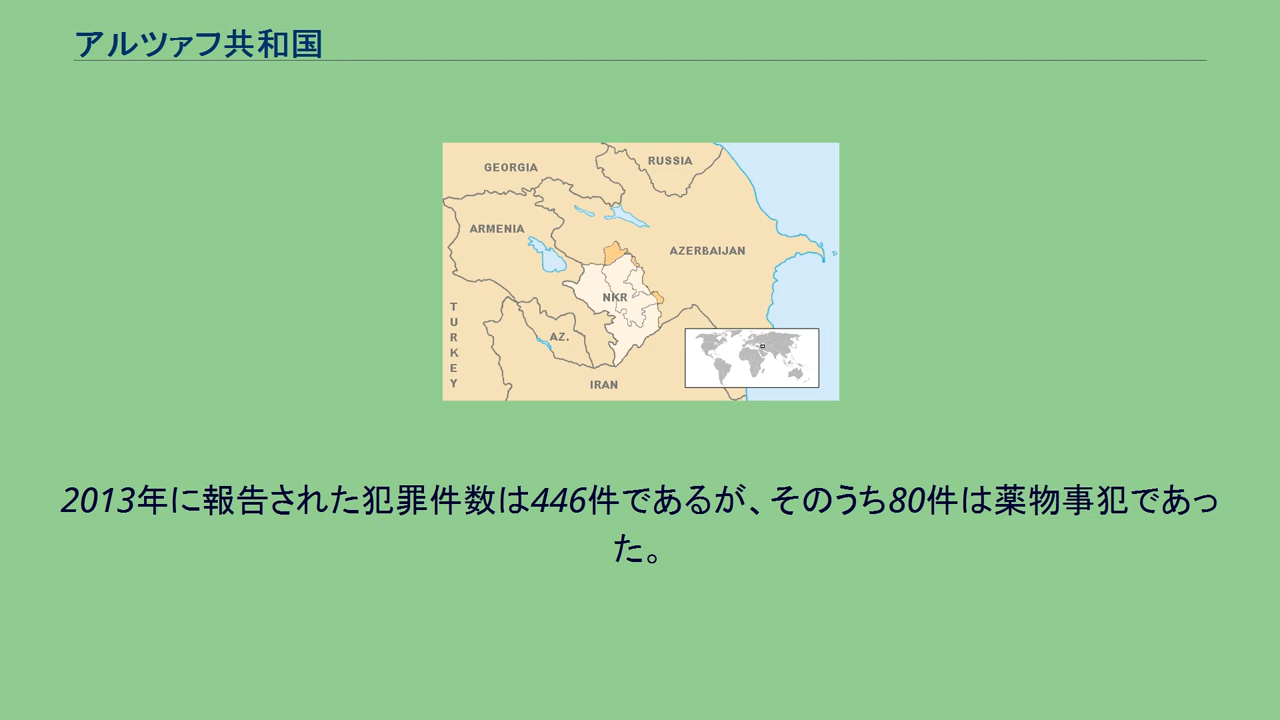 アルツァフ共和国
GEORGIA
RUSSIA
ARMENIA
AZERBAIJAN
NKR
TURKEY
AZ.
IRAN
2013年に報告された犯罪件数は446件であるが、そのうち80件は薬物事犯であっ
た。